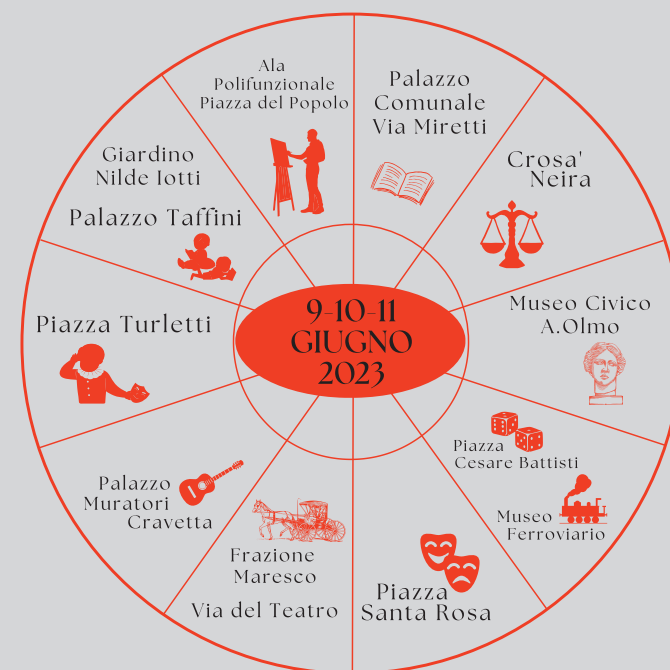 Ala
Polifunzionale
Piazza del Popolo
Palazzo
Comunale
Via Miretti
Crosa'
Neira
Museo Civico
A.Olmo
Piazza
Cesare Battisti
Museo
Ferroviario
Piazza
Santa Rosa
Frazione
Maresco
Via del Teatro
Palazzo
Muratori
Cravetta
Piazza Turletti
Giardino
Nilde Iotti
Palazzo Taffini
9-10-11
GIUGNO
2023